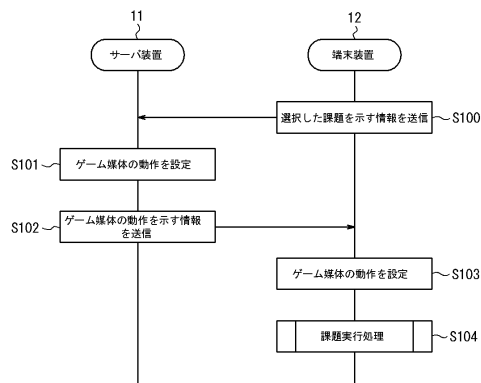 11
12
サーバ装置
端末装置
選択した課題を示す情報を送信
S100
S101
ゲーム媒体の動作を設定
S102
ゲーム媒体の動作を示す情報
を送信
ゲーム媒体の動作を設定
S103
課題実行処理
S104